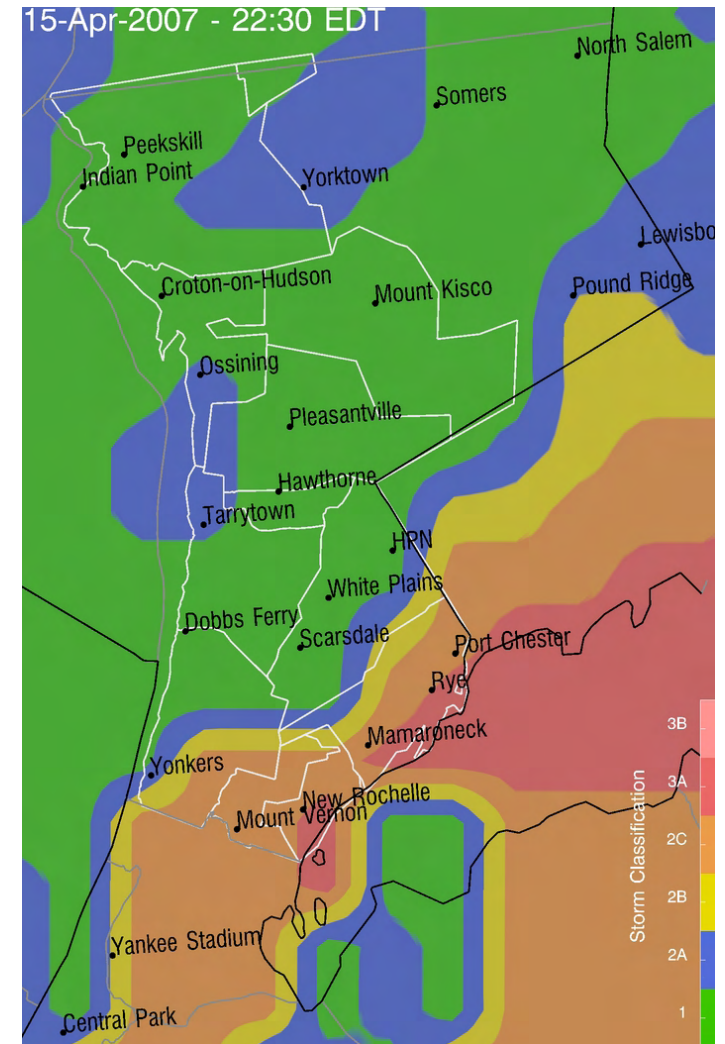 15-Apr-2007 - 22:30 EDT
North Salem
Somers
Peekskill
Indian Point
Yorktown
Lewisbo
Croton-on-Hudson
Mount Kisco
Pound Ridge
Ossining
Pleasantville
Hawthorne
Tarrytown
HPN
White Plains
Dobbs Ferry
Scarsdale
Port Chester
Rye
Mamaroneck
Yonkers
New Rochelle
Mount Vernon
Yankee Stadium
Central Park
Storm Classification
3B
3A
2C
2B
2A
1